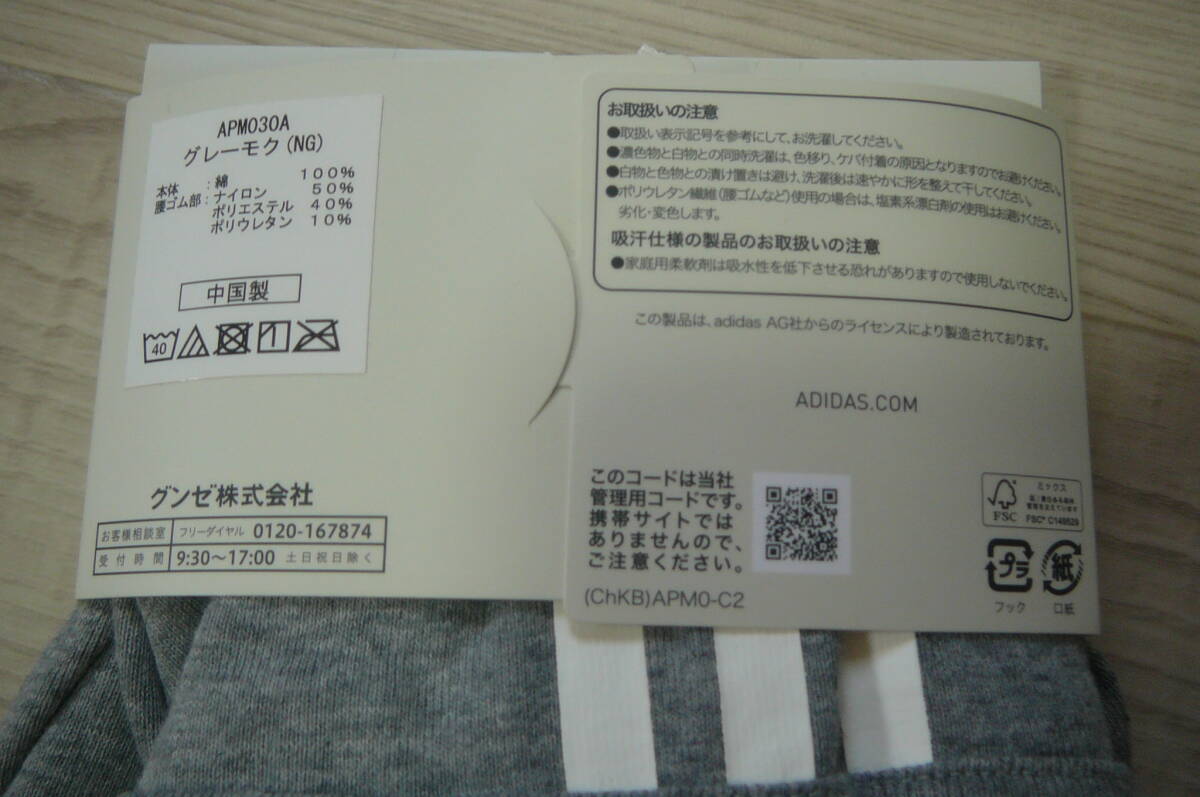 APM030A
グレーモク(NG)
本体 : 綿 100%
腰ゴム部 : ナイロン 50%
ポリエステル 40%
ポリウレタン 10%
中国製
40
グンゼ株式会社
お客様相談室 フリーダイヤル 0120-167874
受付時間 9:30〜17:00 土日祝日除く
お取扱いの注意
●取扱い表示記号を参考にして、お洗濯してください。
●濃色物と白物との同時洗濯は、色移り、ケバ付着の原因となりますのでお避けください。
●白物と色物との漬け置きは避け、洗濯後は速やかに形を整えて干してください。
●ポリウレタン繊維(腰ゴムなど)使用の場合は、塩素系漂白剤の使用はお避けください。
劣化・変色します。
吸汗仕様の製品のお取扱いの注意
●家庭用柔軟剤は吸水性を低下させる恐れがありますので使用しないでください。
この製品は、adidas AG社からのライセンスにより製造されております。
ADIDAS.COM
このコードは当社
管理用コードです。
携帯サイトでは
ありませんので、
ご注意ください。
(ChKB)APM0-C2
FSC
ミックス
FSC® C149529
プラ
フック
紙
口紙